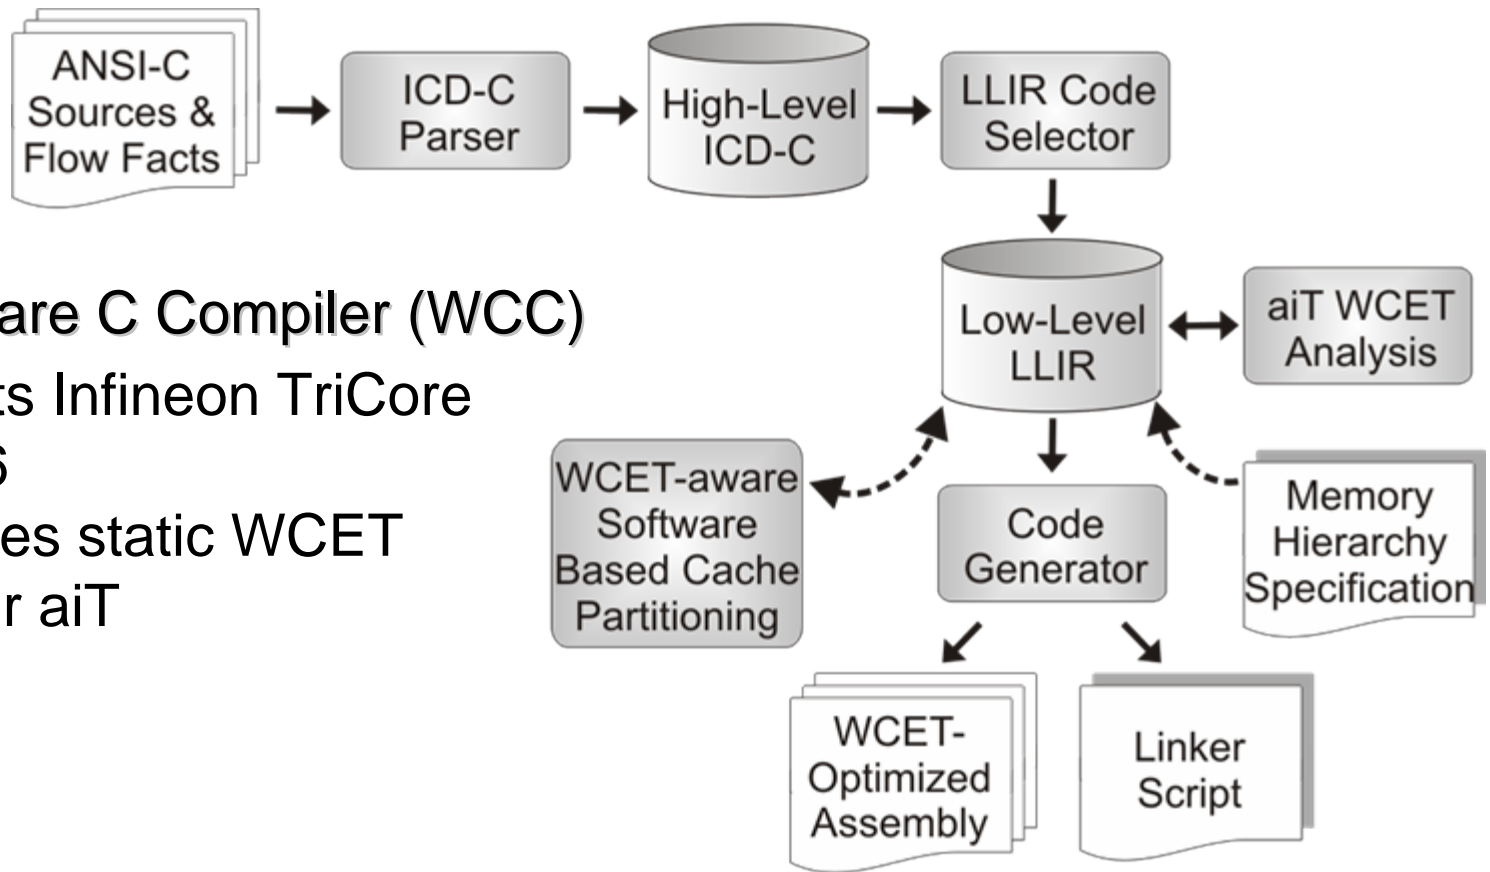 ANSI-C
Sources &
Flow Facts
ICD-C
Parser
High-Level
ICD-C
LLIR Code
Selector
are C Compiler (WCC)
ts Infineon TriCore
es static WCET
r aiT
Low-Level
LLIR
aiT WCET
Analysis
WCET-aware
Software
Based Cache
Partitioning
Code
Generator
Memory
Hierarchy
Specification
WCET-
Optimized
Assembly
Linker
Script